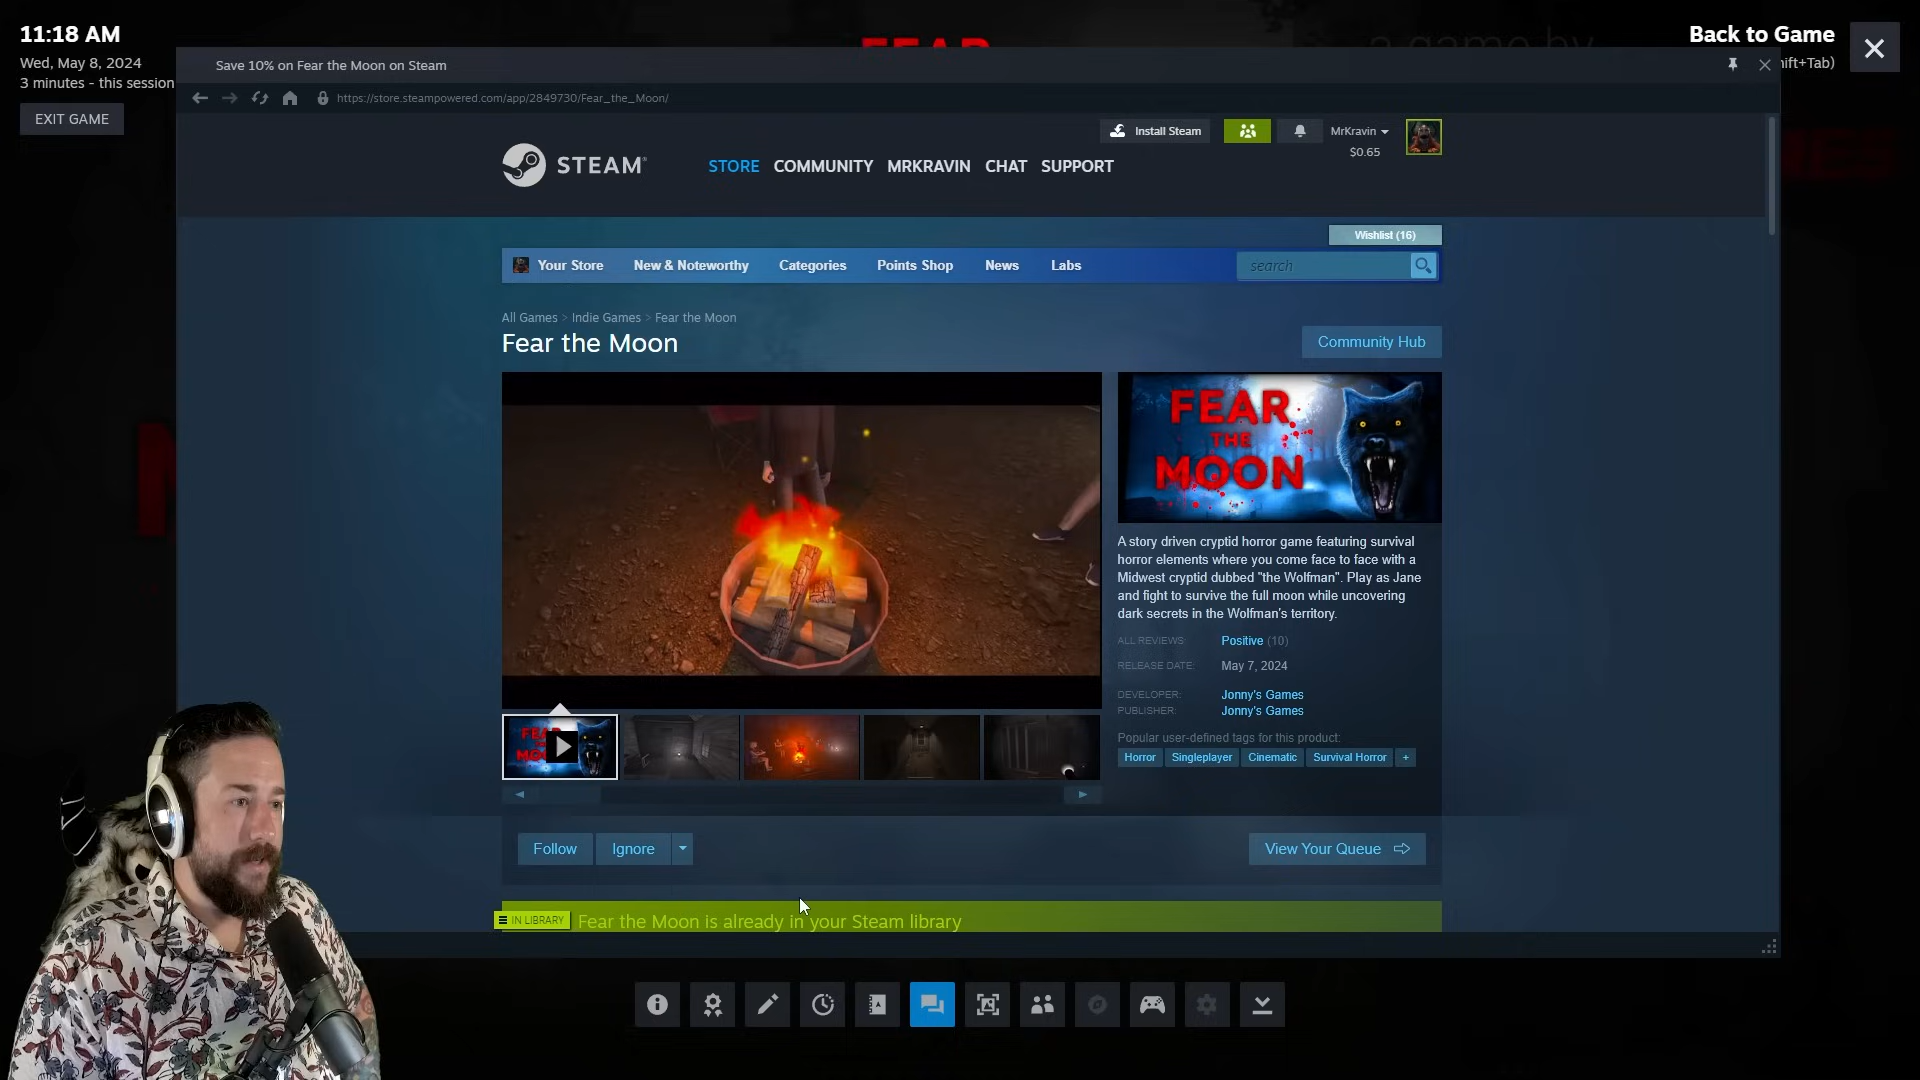 11:18 AM
Wed, May 8, 2024
3 minutes - this session
EXIT GAME
FEAR
a game by
Back to Game
ift+Tab)
Save 10% on Fear the Moon on Steam
https://store.steampowered.com/app/2849730/Fear_the_Moon/
Install Steam
MrKravin
$0.65
STEAM®
STORE COMMUNITY MRKRAVIN CHAT SUPPORT
Wishlist (16)
Your Store New & Noteworthy Categories Points Shop News Labs
search
All Games > Indie Games > Fear the Moon
Fear the Moon
Community Hub
FEAR
THE
MOON
A story driven cryptid horror game featuring survival
horror elements where you come face to face with a
Midwest cryptid dubbed "the Wolfman". Play as Jane
and fight to survive the full moon while uncovering
dark secrets in the Wolfman's territory.
ALL REVIEWS: Positive (10)
RELEASE DATE: May 7, 2024
DEVELOPER: Jonny's Games
PUBLISHER: Jonny's Games
Popular user-defined tags for this product:
Horror Singleplayer Cinematic Survival Horror +
Follow Ignore
View Your Queue
IN LIBRARY Fear the Moon is already in your Steam library